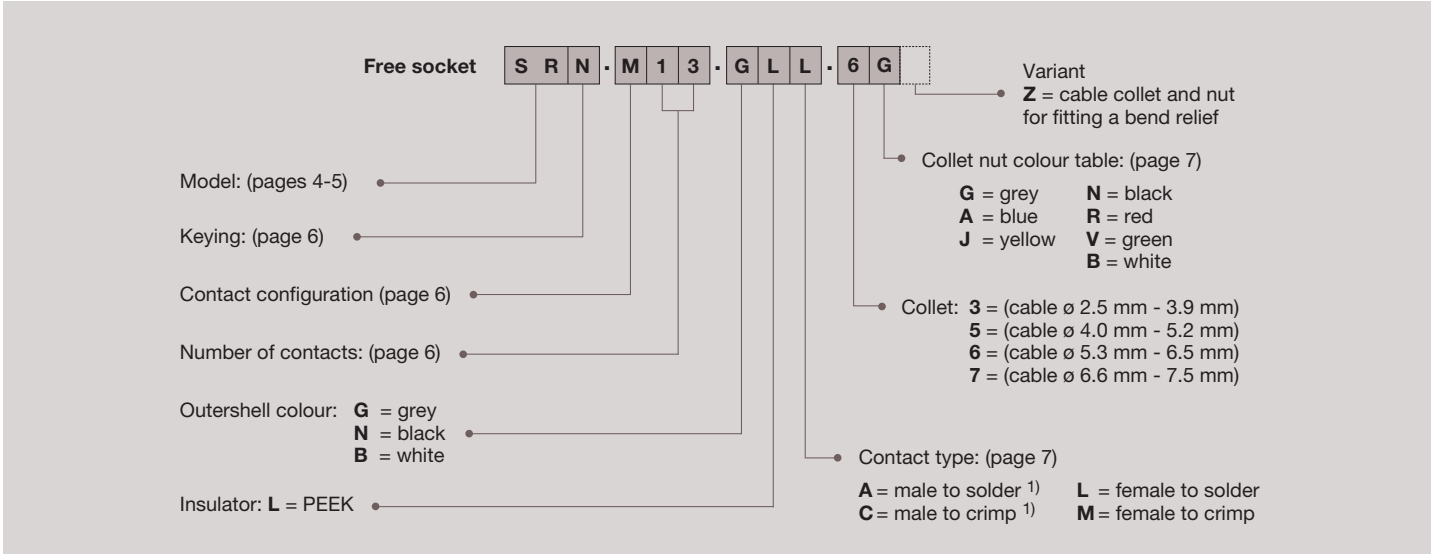 Free socket SRN.M13.GLL.6G
Variant
Z = cable collet and nut
for fitting a bend relief
Collet nut colour table: (page 7)
G = grey N = black
A = blue R = red
J = yellow V = green
B = white
Model: (pages 4-5)
Keying: (page 6)
Contact configuration (page 6)
Collet: 3 = (cable ø 2.5 mm - 3.9 mm)
5 = (cable ø 4.0 mm - 5.2 mm)
6 = (cable ø 5.3 mm - 6.5 mm)
7 = (cable ø 6.6 mm - 7.5 mm)
Number of contacts: (page 6)
Outershell colour: G = grey
N = black
B = white
Contact type: (page 7)
A = male to solder 1) L = female to solder
C = male to crimp 1) M = female to crimp
Insulator: L = PEEK